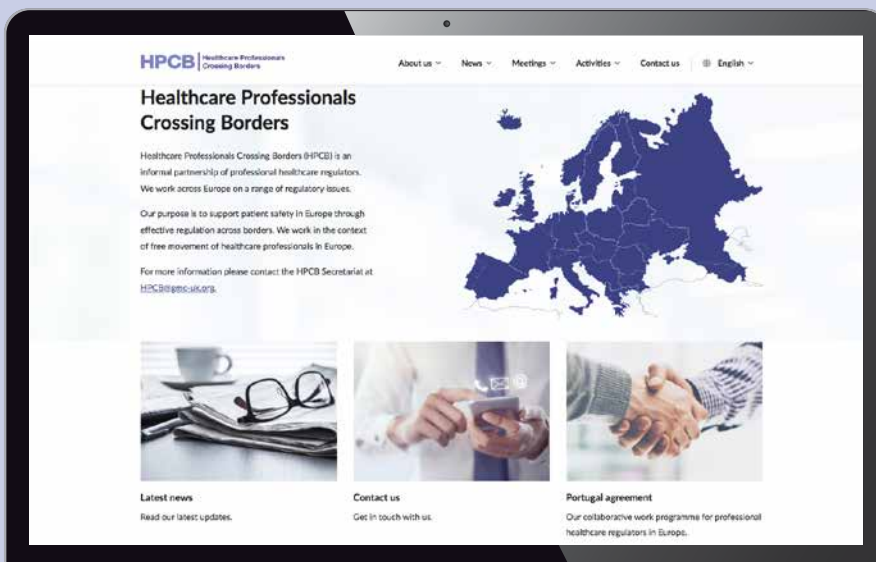 HPCB Healthcare Professionals
Crossing Borders
About us News Meetings Activities Contact us English
Healthcare Professionals
Crossing Borders
Healthcare Professionals Crossing Borders (HPCB) is an
informal partnership of professional healthcare regulators.
We work across Europe on a range of regulatory issues.
Our purpose is to support patient safety in Europe through
effective regulation across borders. We work in the context
of free movement of healthcare professionals in Europe.
For more information please contact the HPCB Secretariat at
HPCB@gmc-uk.org.
Latest news
Read our latest updates.
Contact us
Get in touch with us.
Portugal agreement
Our collaborative work programme for professional
healthcare regulators in Europe.